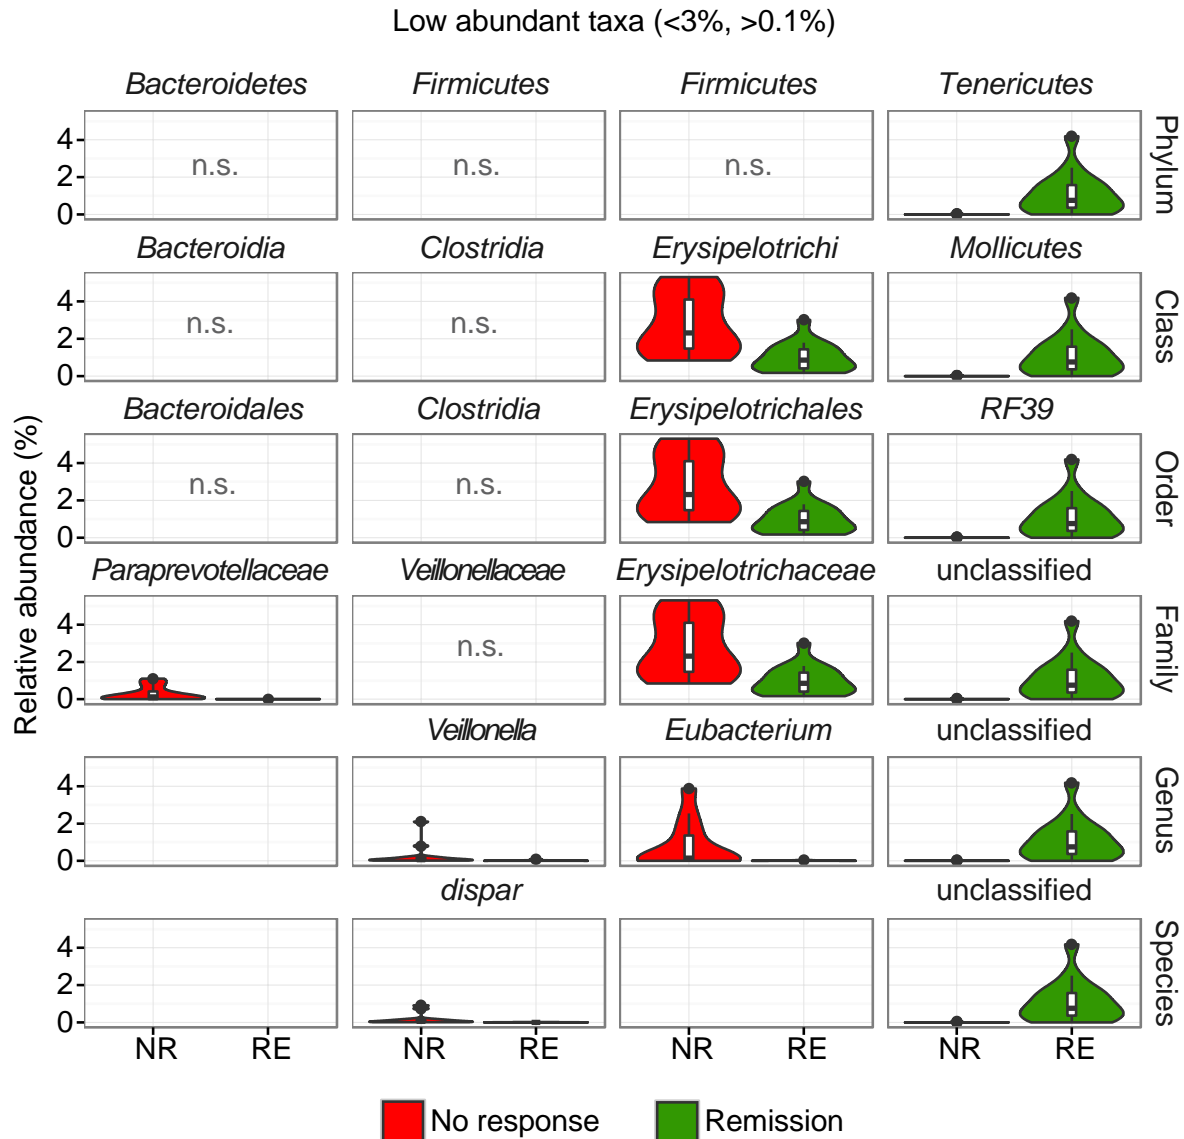 Low abundant taxa (<3%, >0.1%)
Bacteroidetes Firmicutes Firmicutes Tenericutes
4
2
0
n.s. n.s. n.s.
Phylum
Bacteroidia Clostridia Erysipelotrichi Mollicutes
4
2
0
n.s. n.s.
Class
Bacteroidales Clostridia Erysipelotrichales RF39
4
2
0
n.s. n.s.
Order
Relative abundance (%)
Paraprevotellaceae Veillonellaceae Erysipelotrichaceae unclassified
4
2
0
n.s.
Family
Veillonella Eubacterium unclassified
4
2
0
Genus
dispar unclassified
4
2
0
Species
NR RE NR RE NR RE NR RE
No response Remission